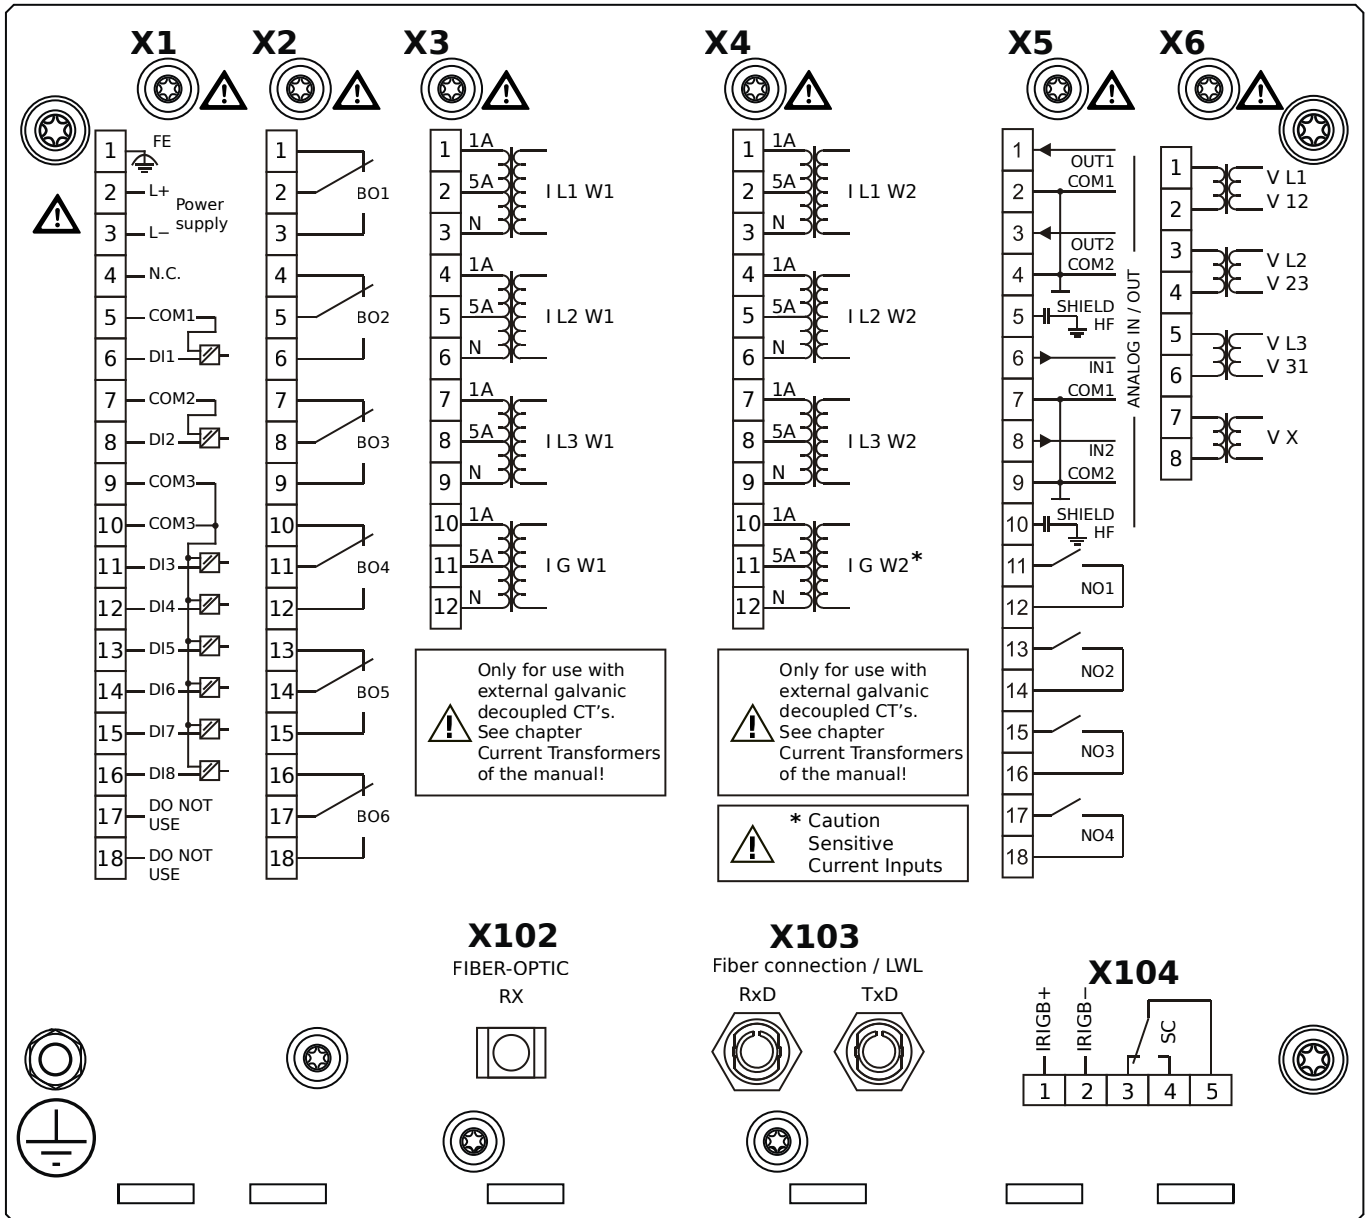 X1 X2 X3 X4 X5 X6
1 FE
2 L+
Power
supply
3 L−
4 N.C.
5 COM1
6 DI1
7 COM2
8 DI2
9 COM3
10 COM3
11 DI3
12 DI4
13 DI5
14 DI6
15 DI7
16 DI8
17 DO NOT
USE
18 DO NOT
USE
1
2 BO1
3
4
5 BO2
6
7
8 BO3
9
10
11 BO4
12
13
14 BO5
15
16
17 BO6
18
1 1A
2 5A I L1 W1
3 N
4 1A
5 5A I L2 W1
6 N
7 1A
8 5A I L3 W1
9 N
10 1A
11 5A I G W1
12 N
Only for use with
external galvanic
decoupled CT's.
See chapter
Current Transformers
of the manual!
1 1A
2 5A I L1 W2
3 N
4 1A
5 5A I L2 W2
6 N
7 1A
8 5A I L3 W2
9 N
10 1A
11 5A I G W2*
12 N
Only for use with
external galvanic
decoupled CT's.
See chapter
Current Transformers
of the manual!
* Caution
Sensitive
Current Inputs
1 OUT1
2 COM1
3 OUT2
4 COM2
5 SHIELD
HF
6 IN1
7 COM1
8 IN2
9 COM2
10 SHIELD
HF
ANALOG IN / OUT
11
NO1
12
13
NO2
14
15
NO3
16
17
NO4
18
1 V L1
2 V 12
3 V L2
4 V 23
5 V L3
6 V 31
7
V X
8
X102
FIBER-OPTIC
RX
X103
Fiber connection / LWL
RxD TxD
X104
IRIGB+
IRIGB−
SC
1 2 3 4 5